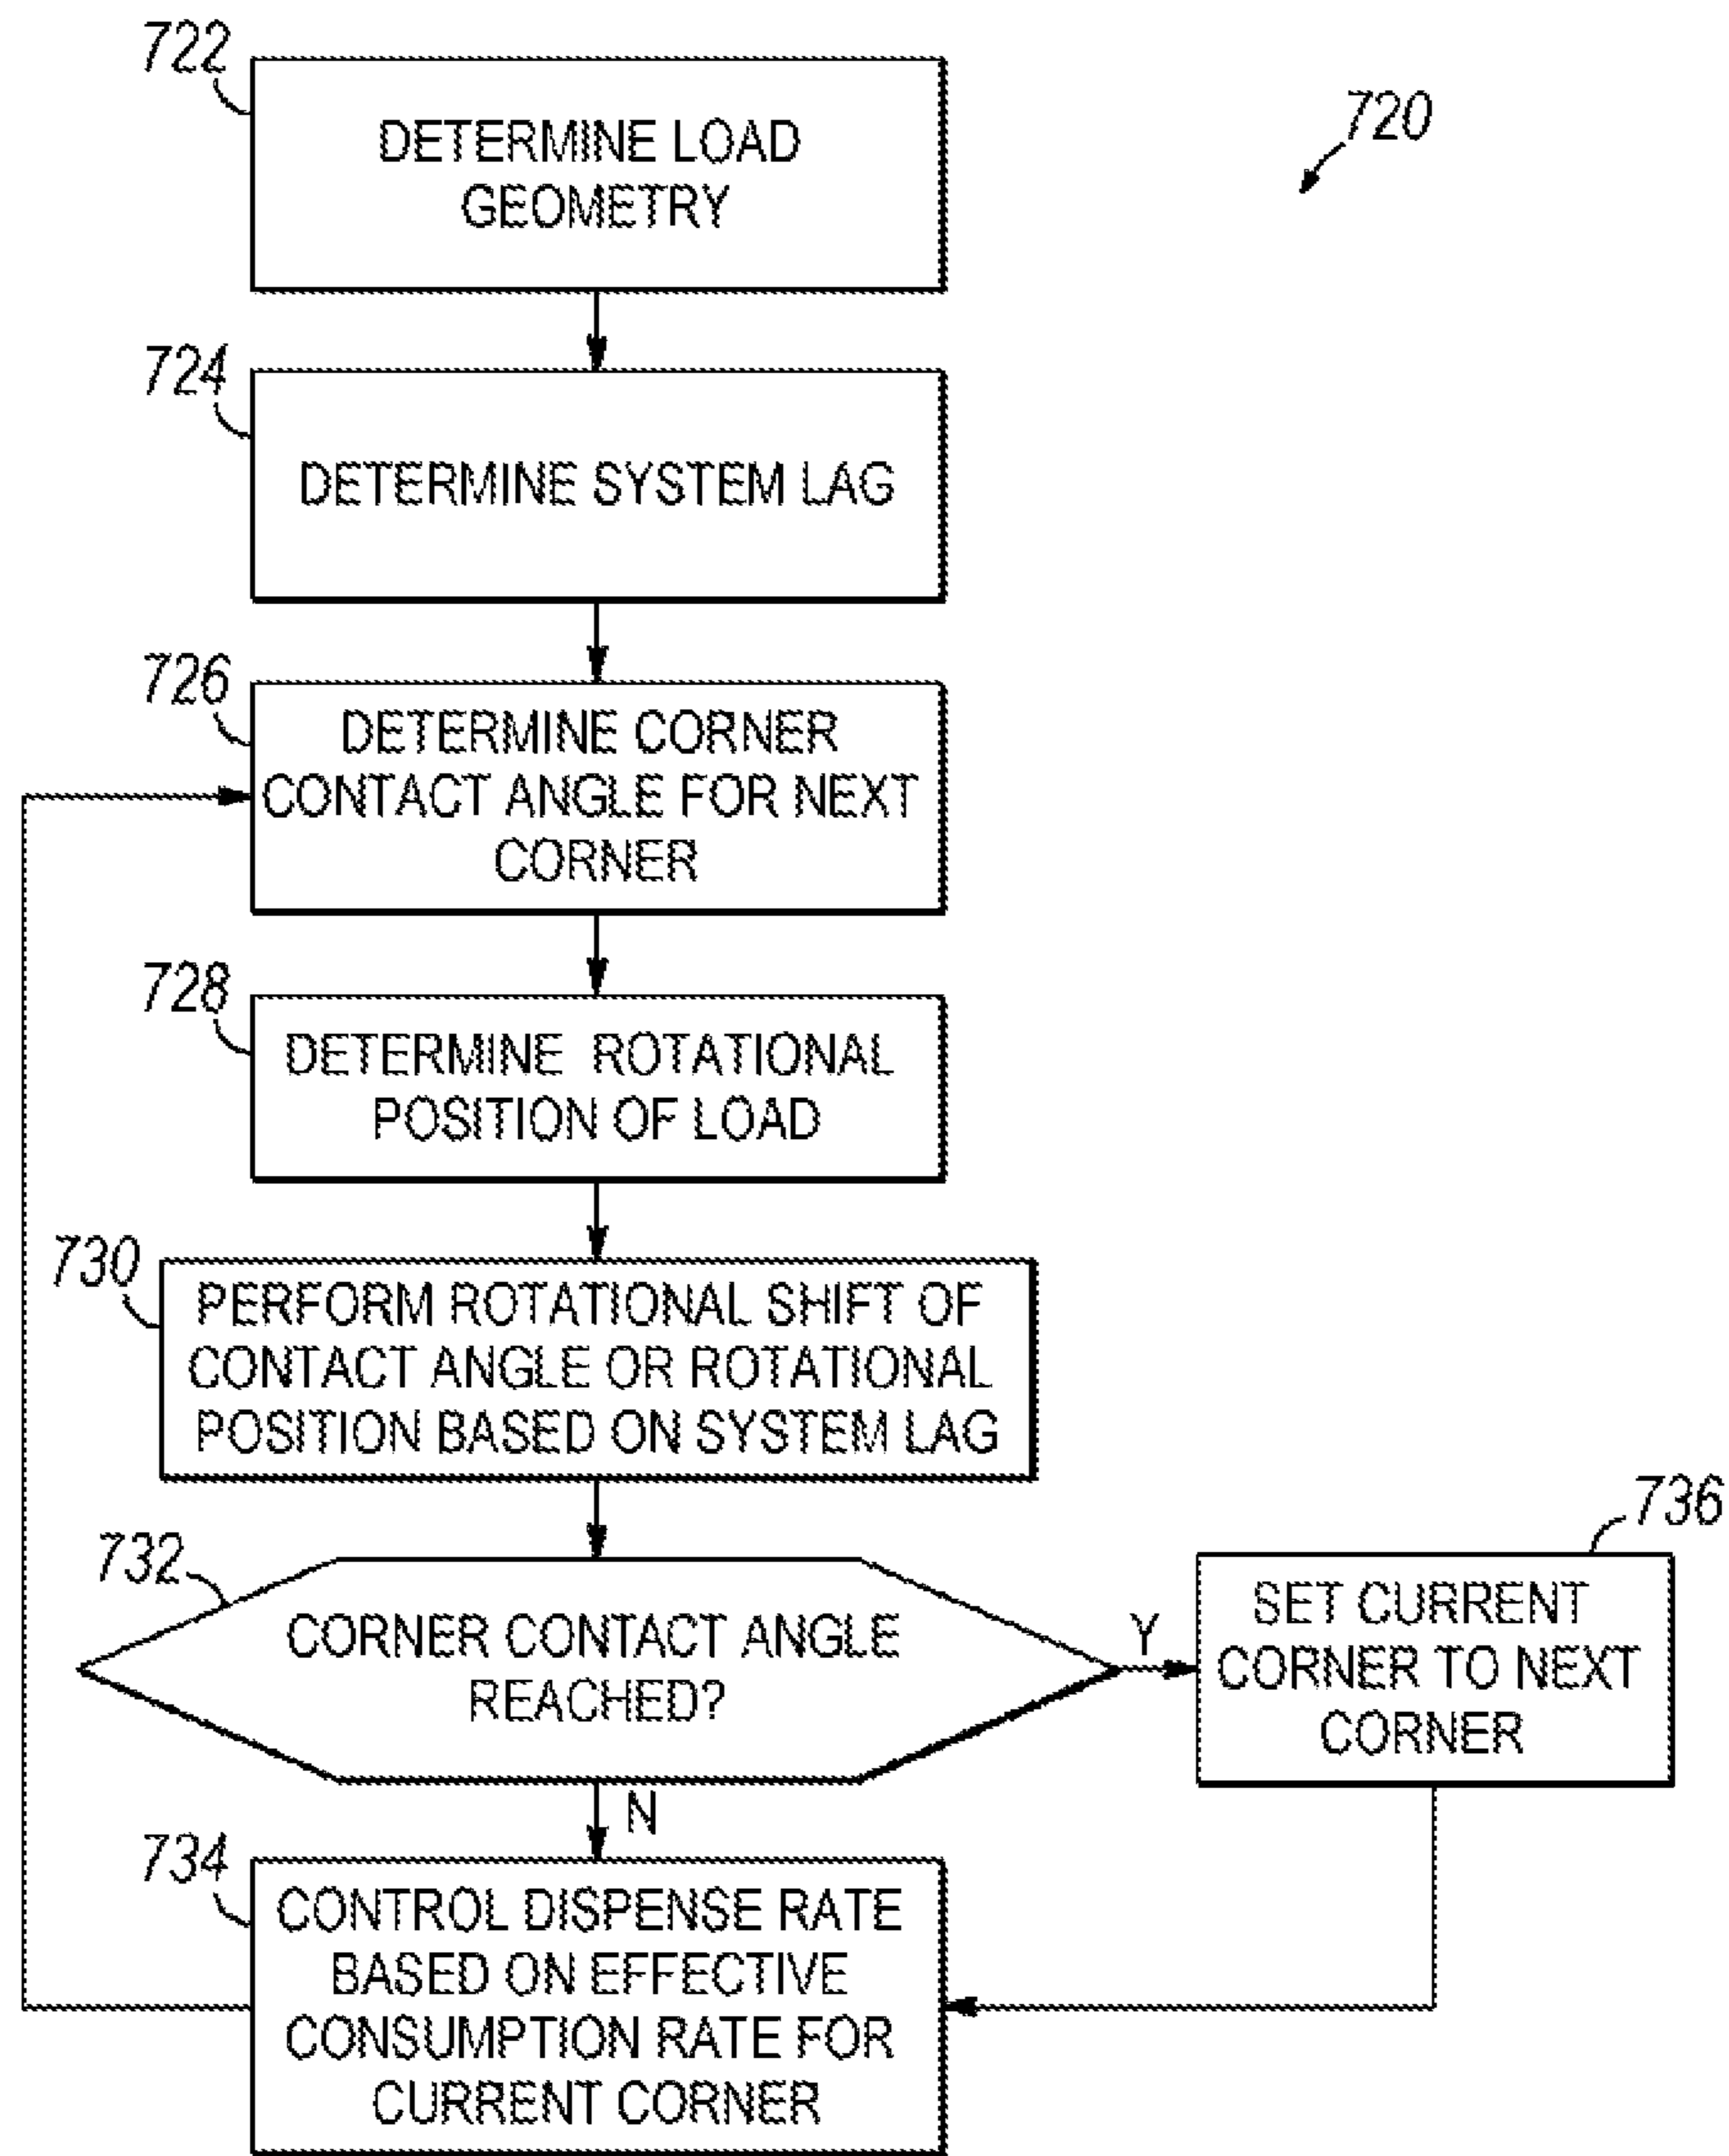 722
DETERMINE LOAD
GEOMETRY
720
724
DETERMINE SYSTEM LAG
726
DETERMINE CORNER
CONTACT ANGLE FOR NEXT
CORNER
728
DETERMINE ROTATIONAL
POSITION OF LOAD
730
PERFORM ROTATIONAL SHIFT OF
CONTACT ANGLE OR ROTATIONAL
POSITION BASED ON SYSTEM LAG
732
CORNER CONTACT ANGLE
REACHED?
Y
736
SET CURRENT
CORNER TO NEXT
CORNER
N
734
CONTROL DISPENSE RATE
BASED ON EFFECTIVE
CONSUMPTION RATE FOR
CURRENT CORNER